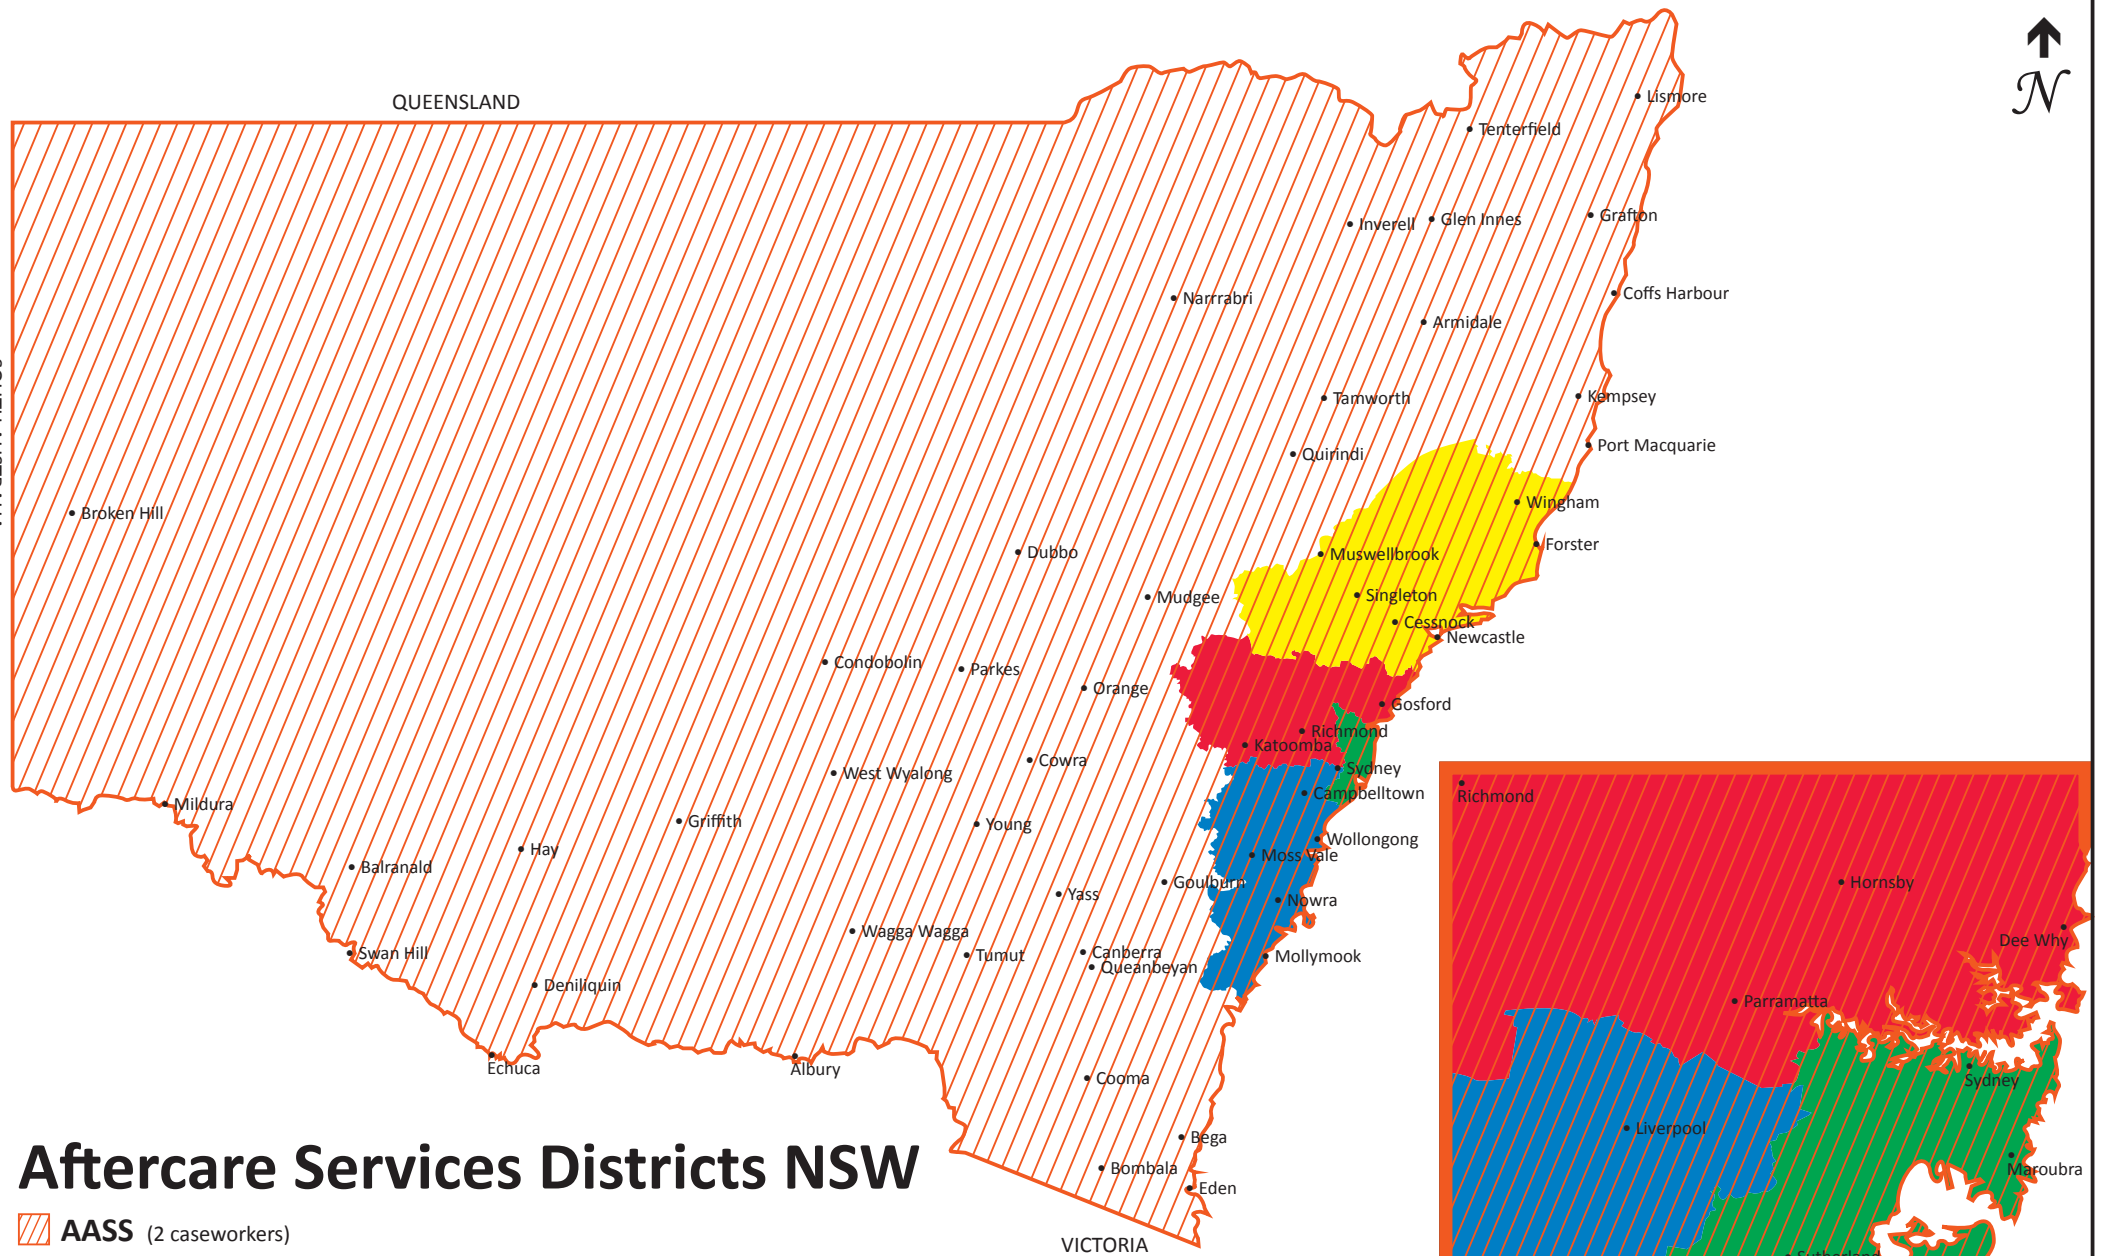 N
QUEENSLAND
Lismore
Tenterfield
Inverell
Glen Innes
Grafton
Coffs Harbour
Narrrabri
Armidale
Tamworth
Kempsey
Port Macquarie
Quirindi
Wingham
Broken Hill
Dubbo
Muswellbrook
Forster
Mudgee
Singleton
Cessnock
Newcastle
Condobolin
Parkes
Orange
Gosford
Richmond
Katoomba
Cowra
Sydney
West Wyalong
Campbelltown
Mildura
Griffith
Young
Wollongong
Hay
Moss Vale
Balranald
Goulburn
Yass
Nowra
Wagga Wagga
Swan Hill
Tumut
Canberra
Queanbeyan
Mollymook
Deniliquin
Echuca
Albury
Cooma
Bega
Bombala
Eden
VICTORIA
Richmond
Hornsby
Dee Why
Parramatta
Sydney
Liverpool
Maroubra
Sutherland
Aftercare Services Districts NSW
AASS (2 caseworkers)